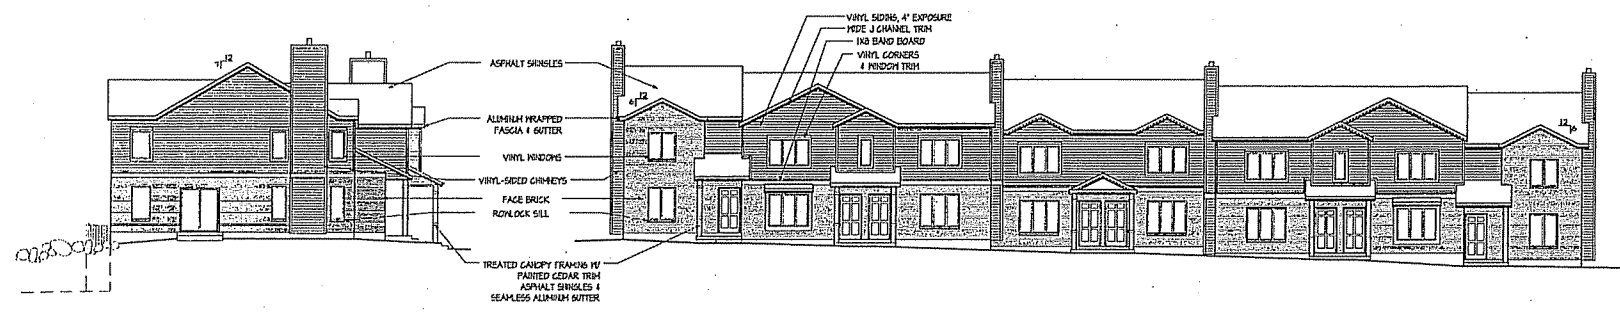 VINYL SIDING, 4" EXPOSURE
WIDE J CHANNEL TRIM
1X8 BAND BOARD
VINYL CORNERS
& WINDOW TRIM
7 12
ASPHALT SHINGLES
6 12
12 6
ALUMINUM WRAPPED
FASCIA & GUTTER
VINYL WINDOWS
VINYL-SIDED CHIMNEYS
FACE BRICK
ROWLOCK SILL
TREATED CANOPY FRAMING W/
PAINTED CEDAR TRIM
ASPHALT SHINGLES &
SEAMLESS ALUMINUM GUTTER